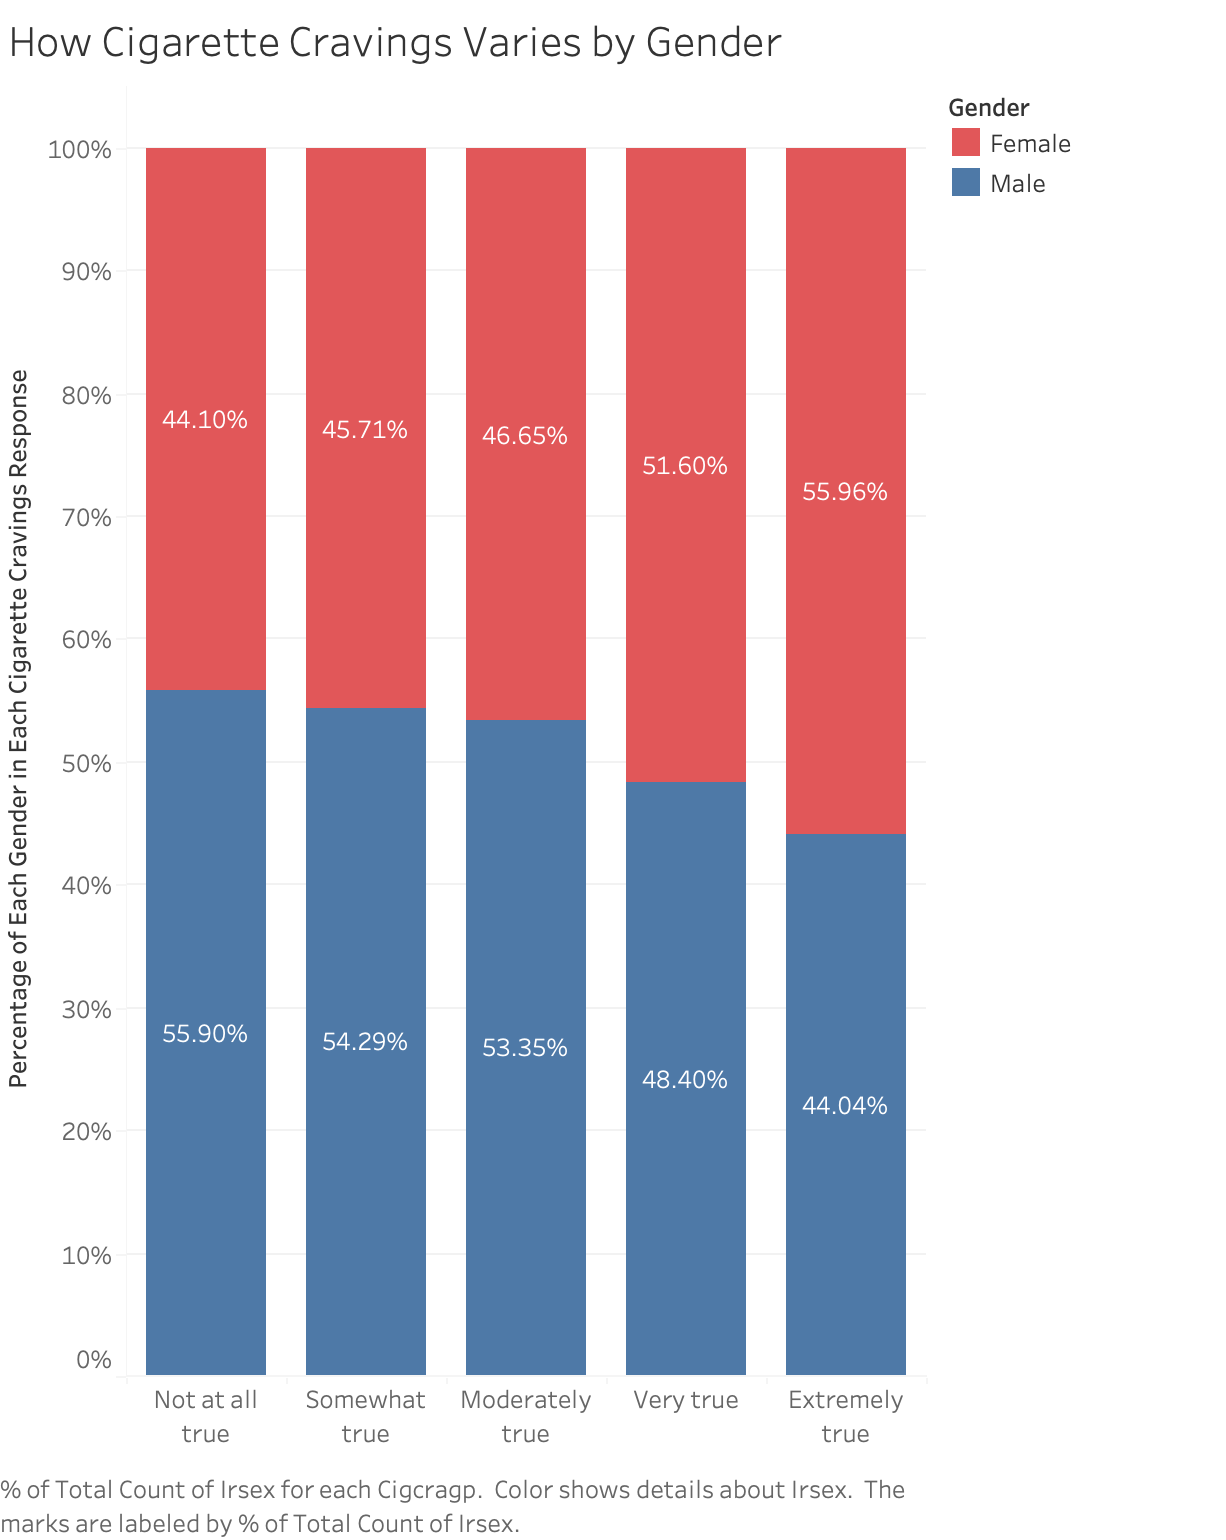 How Cigarette Cravings Varies by Gender
Gender
Female
Male
Percentage of Each Gender in Each Cigarette Cravings Response
100%
90%
80%
70%
60%
50%
40%
30%
20%
10%
0%
44.10%
45.71%
46.65%
51.60%
55.96%
55.90%
54.29%
53.35%
48.40%
44.04%
Not at all
true
Somewhat
true
Moderately
true
Very true
Extremely
true
% of Total Count of Irsex for each Cigcragp.  Color shows details about Irsex.  The
marks are labeled by % of Total Count of Irsex.